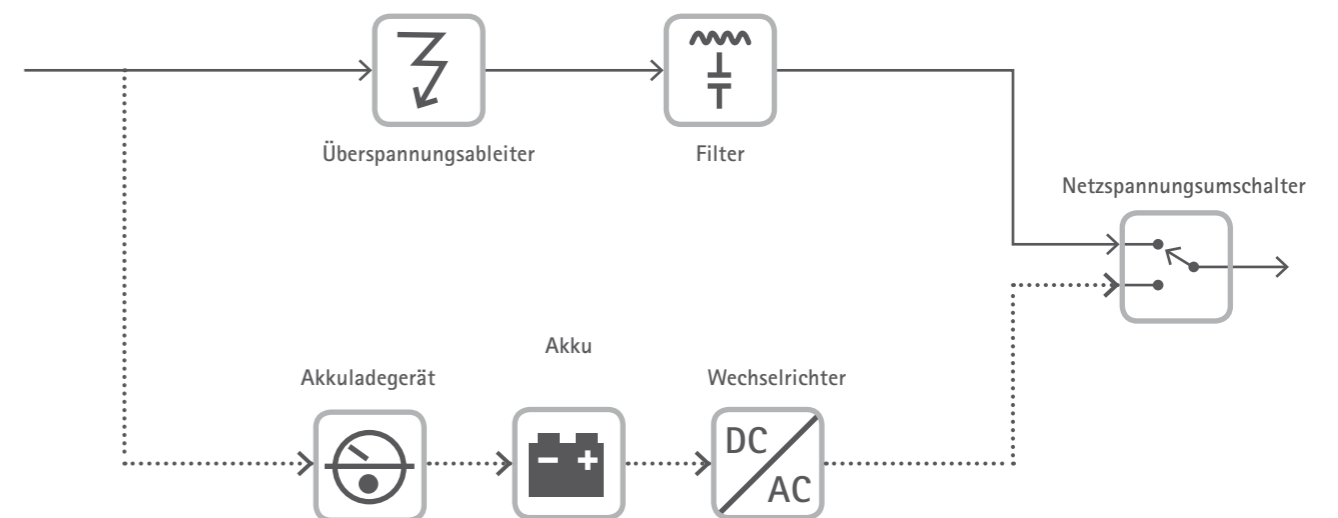 Überspannungsableiter
Filter
Netzspannungsumschalter
Akku
Akkuladegerät
Wechselrichter
DC
AC